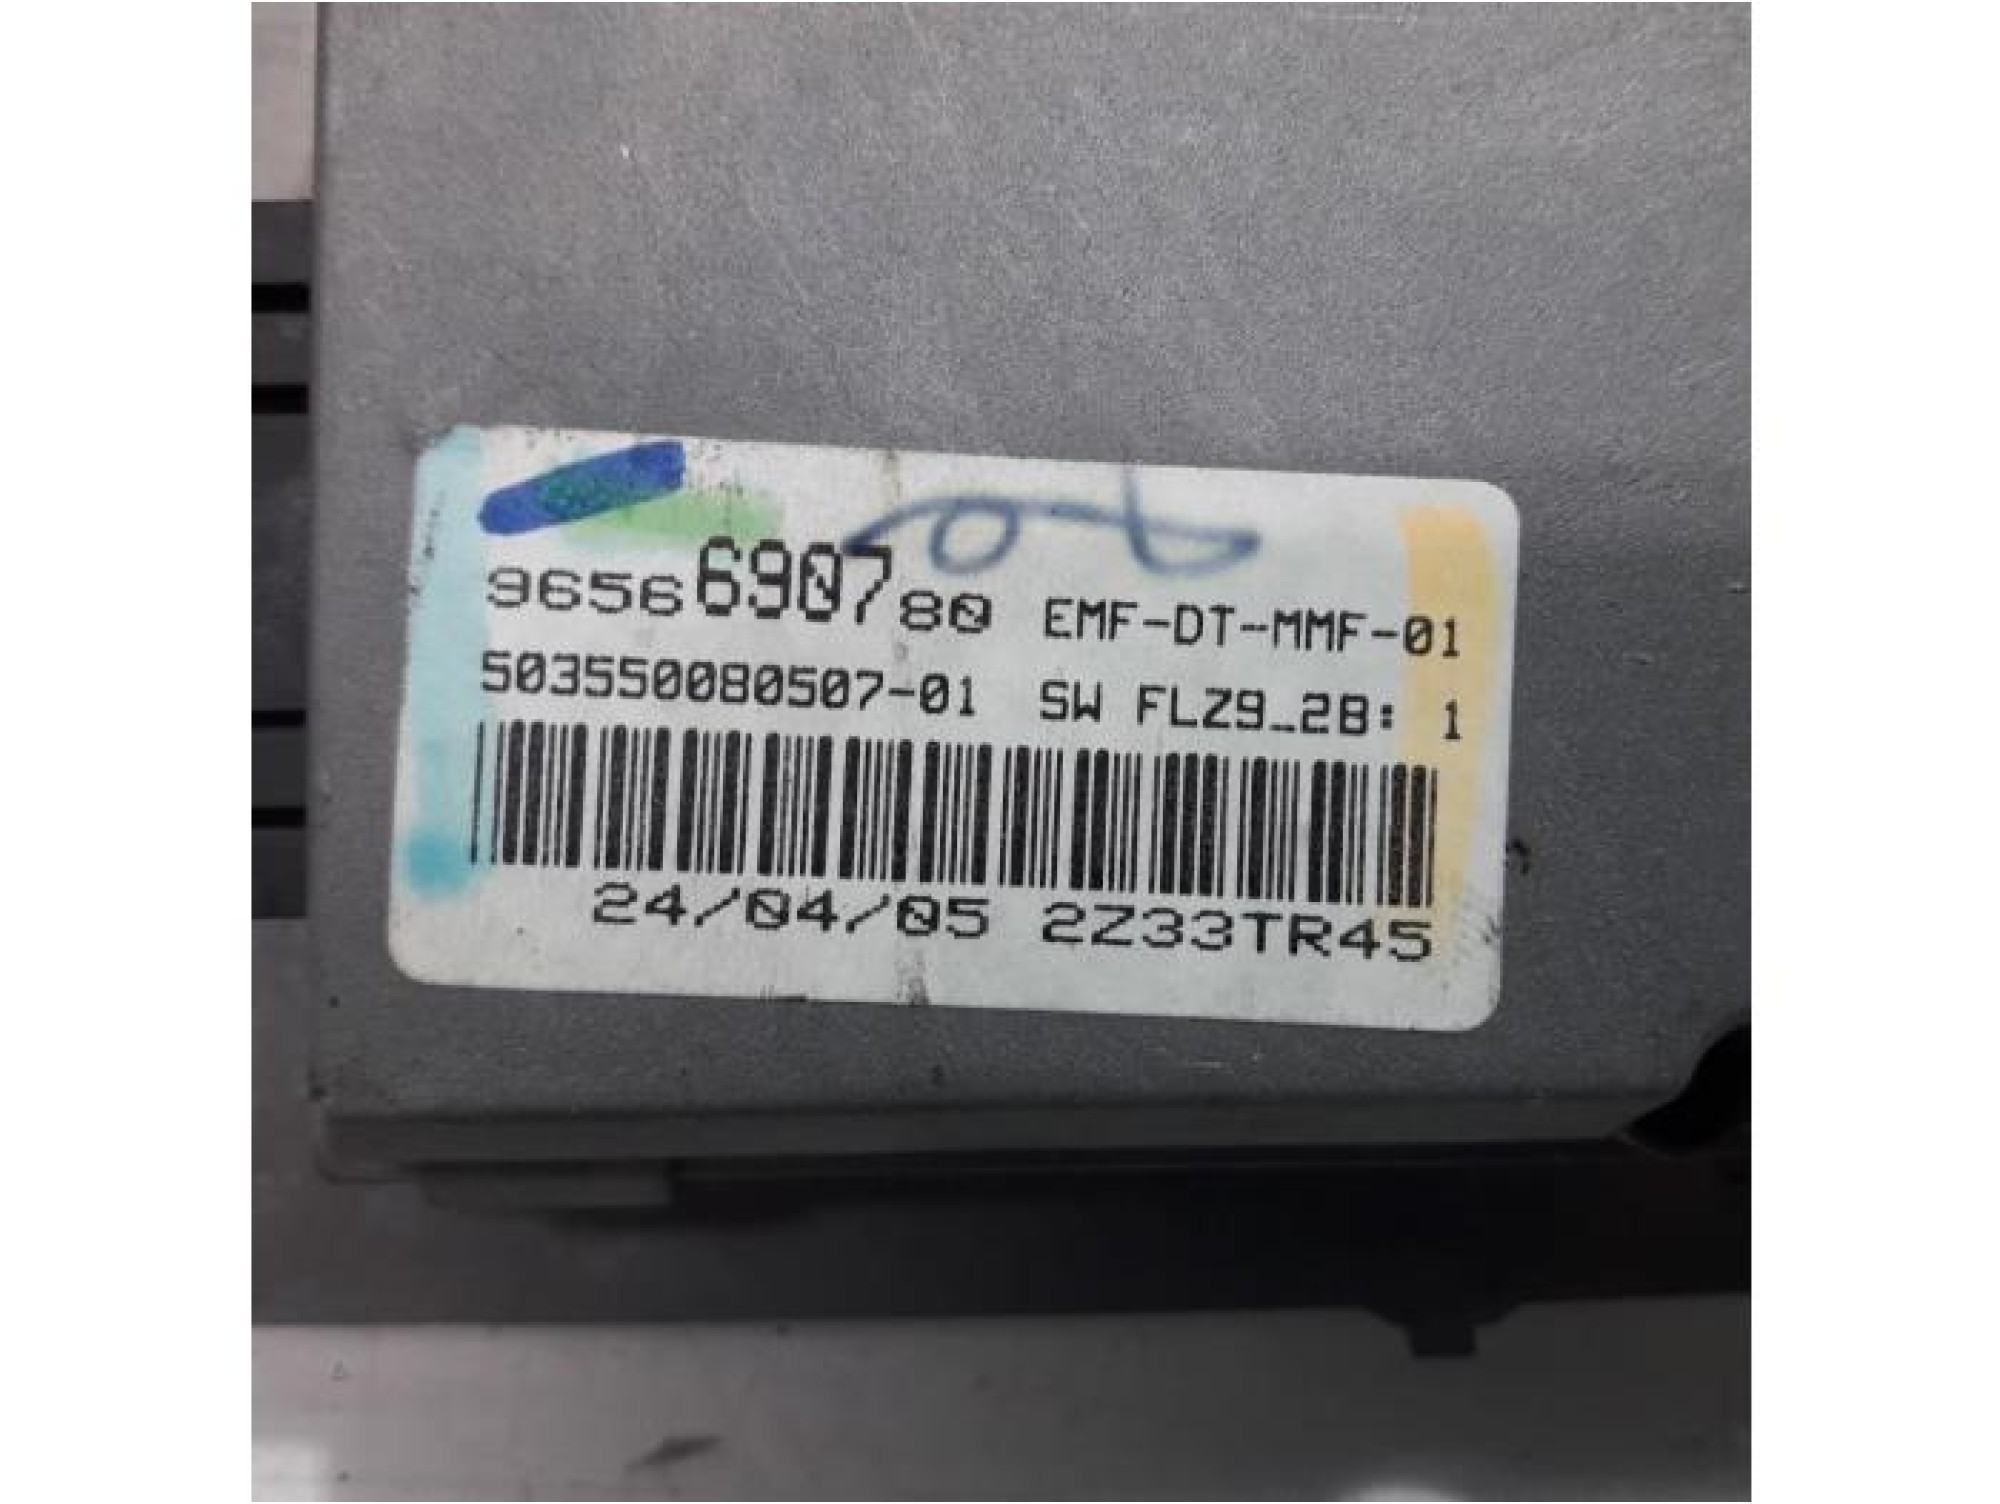 9656690780 EMF-DT-MMF-01
503550080507-01 SW FLZ9_2B: 1
24/04/05 2Z33TR45